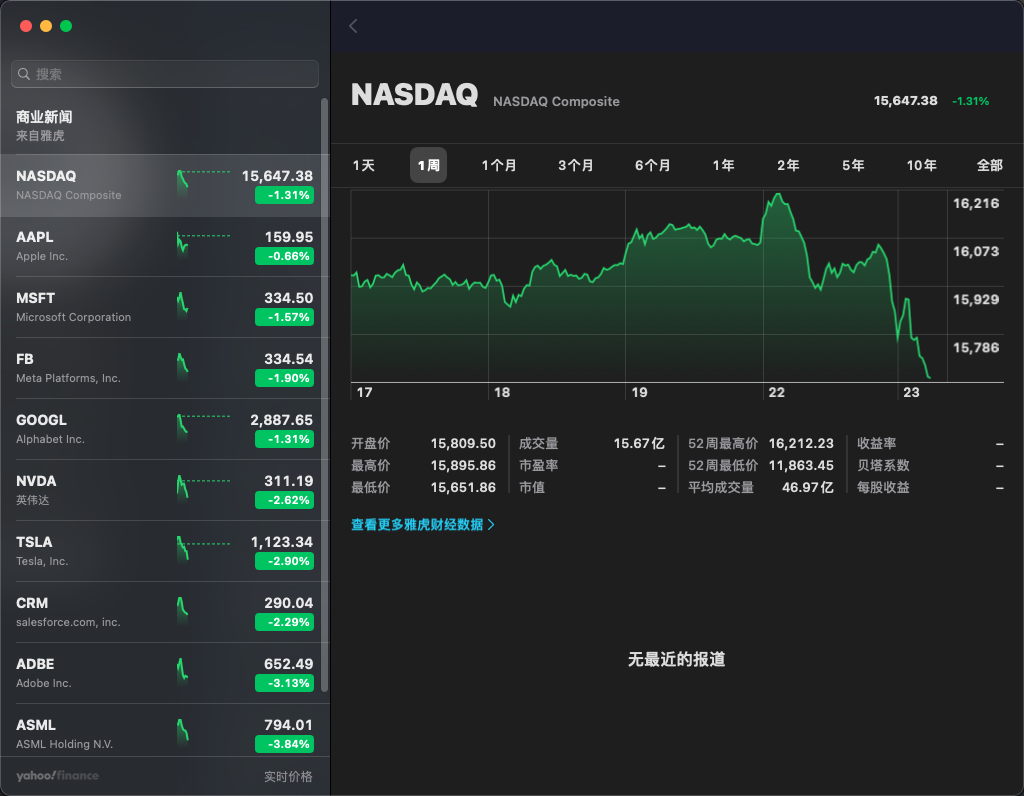 搜索
商业新闻
来自雅虎
NASDAQ 15,647.38
NASDAQ Composite -1.31%
AAPL 159.95
Apple Inc. -0.66%
MSFT 334.50
Microsoft Corporation -1.57%
FB 334.54
Meta Platforms, Inc. -1.90%
GOOGL 2,887.65
Alphabet Inc. -1.31%
NVDA 311.19
英伟达 -2.62%
TSLA 1,123.34
Tesla, Inc. -2.90%
CRM 290.04
salesforce.com, inc. -2.29%
ADBE 652.49
Adobe Inc. -3.13%
ASML 794.01
ASML Holding N.V. -3.84%
yahoo!finance 实时价格
NASDAQ NASDAQ Composite 15,647.38 -1.31%
1天 1周 1个月 3个月 6个月 1年 2年 5年 10年 全部
16,216
16,073
15,929
15,786
17 18 19 22 23
开盘价 15,809.50 成交量 15.67亿 52周最高价 16,212.23 收益率 –
最高价 15,895.86 市盈率 – 52周最低价 11,863.45 贝塔系数 –
最低价 15,651.86 市值 – 平均成交量 46.97亿 每股收益 –
查看更多雅虎财经数据
无最近的报道